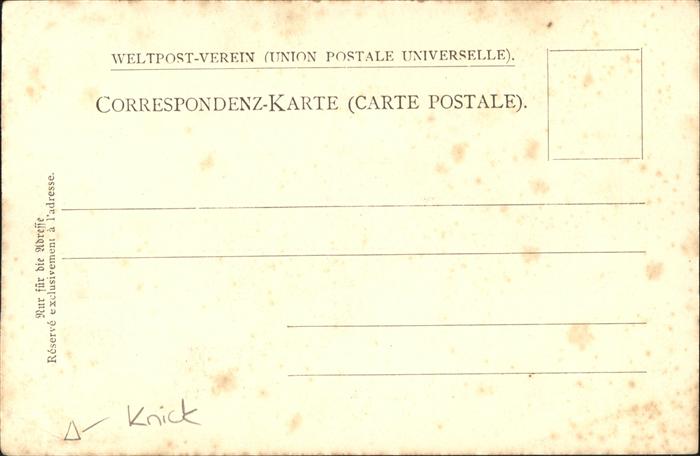 WELTPOST-VEREIN (UNION POSTALE UNIVERSELLE).
CORRESPONDENZ-KARTE (CARTE POSTALE).
Nur für die Adresse
Réservé exclusivement à l'adresse.
Knick